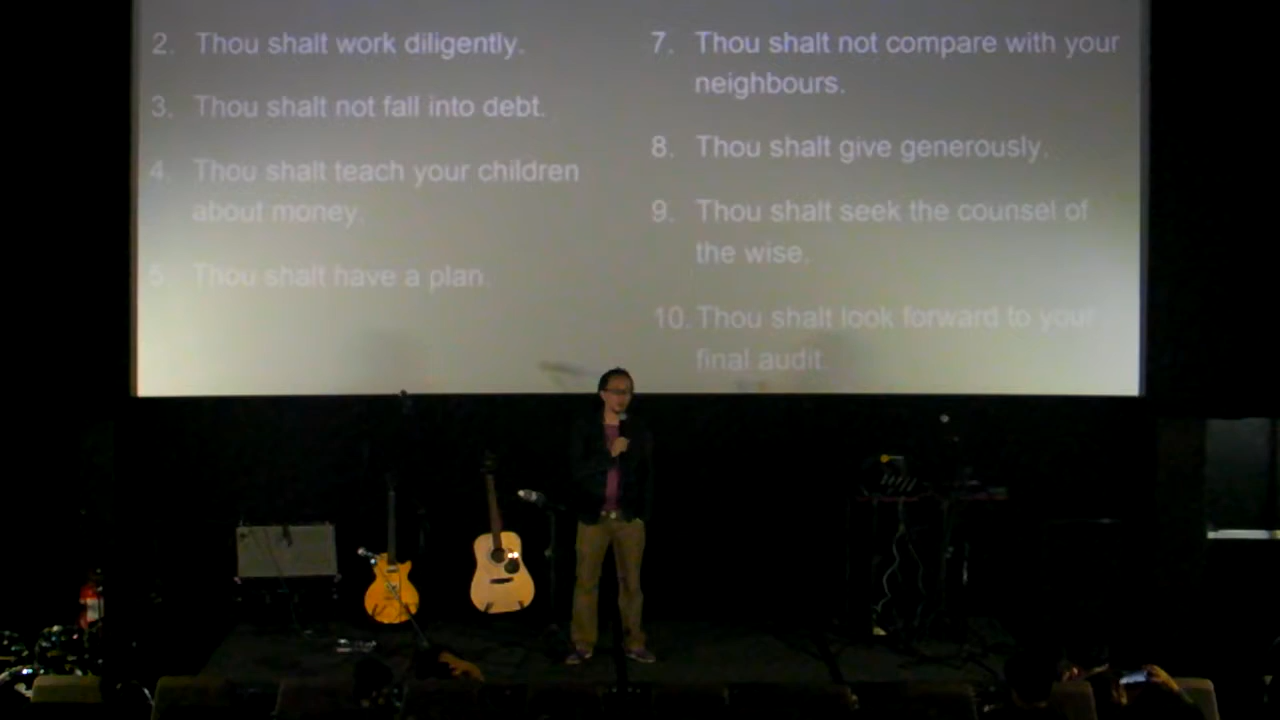 2. Thou shalt work diligently.
3. Thou shalt not fall into debt.
4. Thou shalt teach your children
about money.
5. Thou shalt have a plan.
7. Thou shalt not compare with your
neighbours.
8. Thou shalt give generously.
9. Thou shalt seek the counsel of
the wise.
10. Thou shalt look forward to your
final audit.